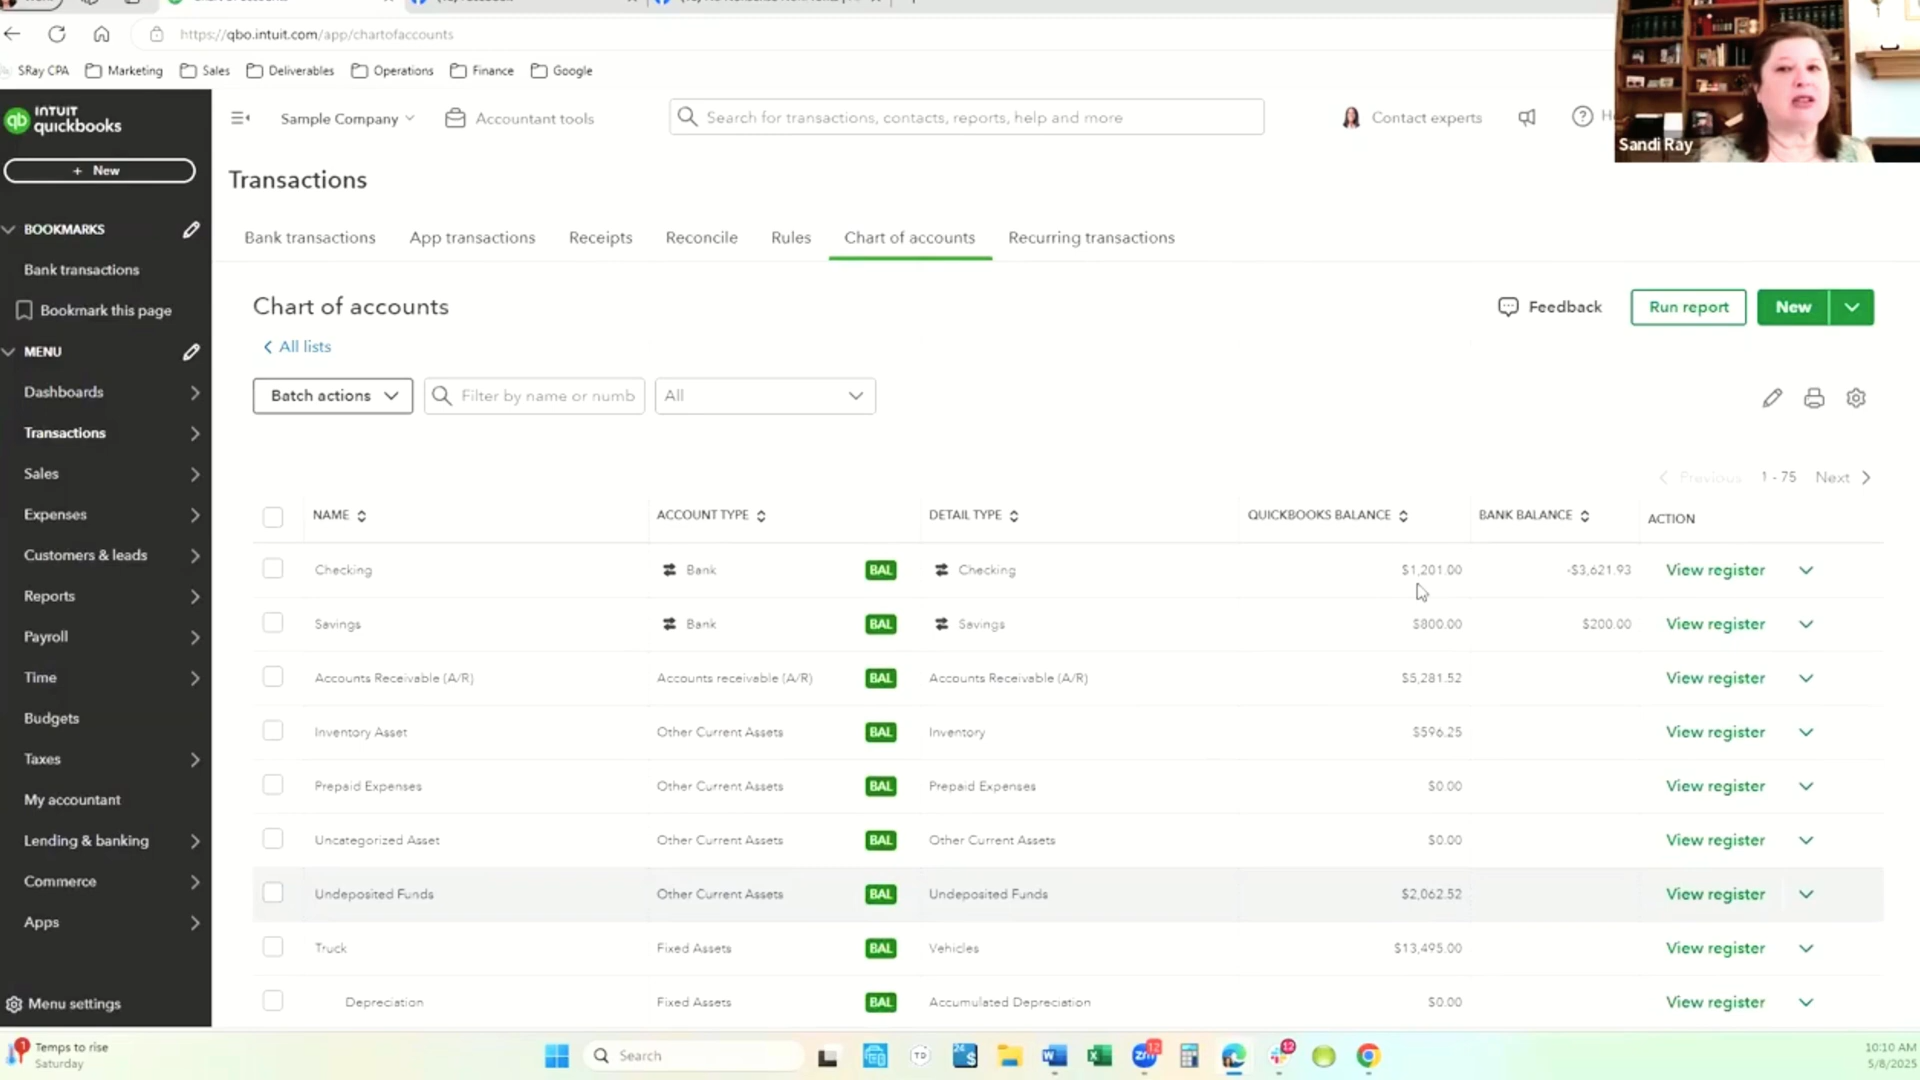 https://qbo.intuit.com/app/chartofaccounts
SRay CPA Marketing Sales Deliverables Operations Finance Google
INTUIT
quickbooks
qb
Sample Company Accountant tools Search for transactions, contacts, reports, help and more Contact experts
Sandi Ray
+ New
Transactions
BOOKMARKS
Bank transactions
Bookmark this page
MENU
Dashboards
Transactions
Sales
Expenses
Customers & leads
Reports
Payroll
Time
Budgets
Taxes
My accountant
Lending & banking
Commerce
Apps
Menu settings
Bank transactions App transactions Receipts Reconcile Rules Chart of accounts Recurring transactions
Chart of accounts
Feedback Run report New
All lists
Batch actions Filter by name or numb All
Previous 1 - 75 Next
NAME ACCOUNT TYPE DETAIL TYPE QUICKBOOKS BALANCE BANK BALANCE ACTION
Checking Bank BAL Checking $1,201.00 -$3,621.93 View register
Savings Bank BAL Savings $800.00 $200.00 View register
Accounts Receivable (A/R) Accounts receivable (A/R) BAL Accounts Receivable (A/R) $5,281.52 View register
Inventory Asset Other Current Assets BAL Inventory $596.25 View register
Prepaid Expenses Other Current Assets BAL Prepaid Expenses $0.00 View register
Uncategorized Asset Other Current Assets BAL Other Current Assets $0.00 View register
Undeposited Funds Other Current Assets BAL Undeposited Funds $2,062.52 View register
Truck Fixed Assets BAL Vehicles $13,495.00 View register
Depreciation Fixed Assets BAL Accumulated Depreciation $0.00 View register
1 Temps to rise
Saturday
Search
TD
12
12
10:10 AM
5/8/2025